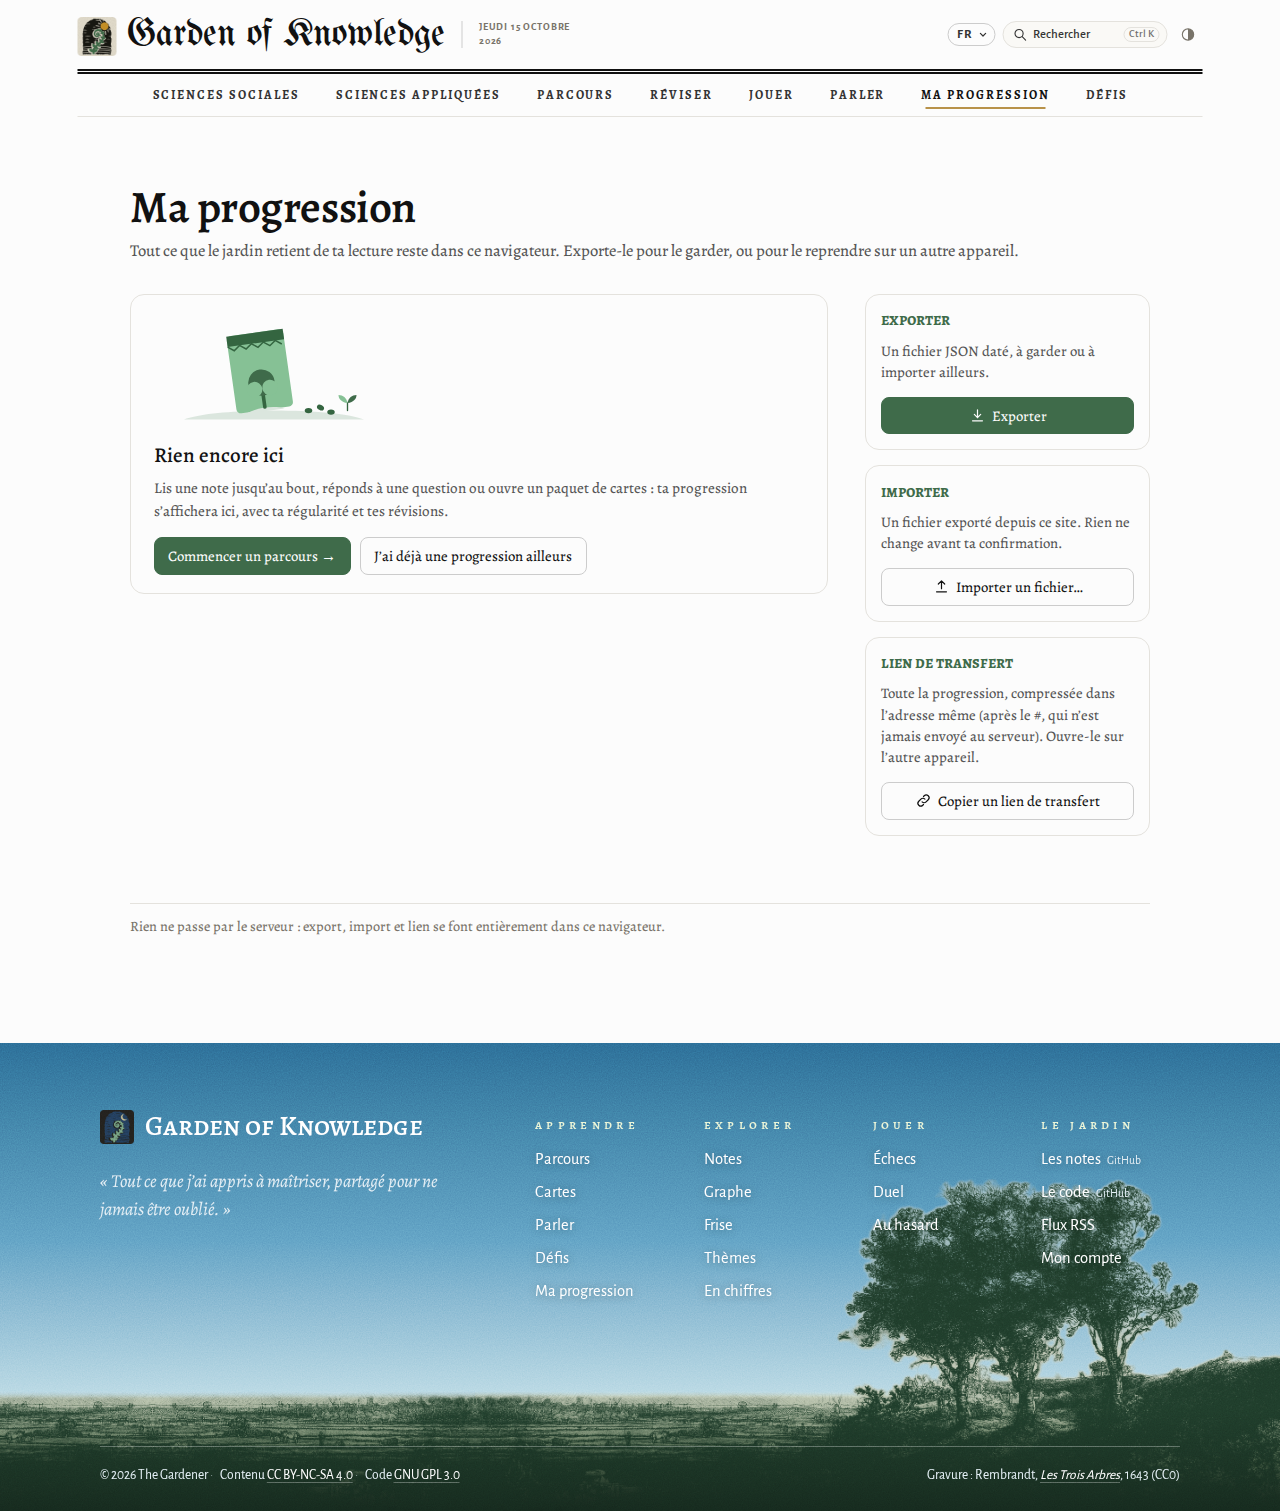 Garden of Knowledge
JEUDI 15 OCTOBRE
2026
FR
Rechercher
Ctrl K
SCIENCES SOCIALES
SCIENCES APPLIQUÉES
PARCOURS
RÉVISER
JOUER
PARLER
MA PROGRESSION
DÉFIS
Ma progression
Tout ce que le jardin retient de ta lecture reste dans ce navigateur. Exporte-le pour le garder, ou pour le reprendre sur un autre appareil.
Rien encore ici
Lis une note jusqu'au bout, réponds à une question ou ouvre un paquet de cartes : ta progression
s'affichera ici, avec ta régularité et tes révisions.
Commencer un parcours →
J'ai déjà une progression ailleurs
EXPORTER
Un fichier JSON daté, à garder ou à
importer ailleurs.
Exporter
IMPORTER
Un fichier exporté depuis ce site. Rien ne
change avant ta confirmation.
Importer un fichier…
LIEN DE TRANSFERT
Toute la progression, compressée dans
l'adresse même (après le #, qui n'est
jamais envoyé au serveur). Ouvre-le sur
l'autre appareil.
Copier un lien de transfert
Rien ne passe par le serveur : export, import et lien se font entièrement dans ce navigateur.
Garden of Knowledge
« Tout ce que j'ai appris à maîtriser, partagé pour ne
jamais être oublié. »
APPRENDRE
Parcours
Cartes
Parler
Défis
Ma progression
EXPLORER
Notes
Graphe
Frise
Thèmes
En chiffres
JOUER
Échecs
Duel
Au hasard
LE JARDIN
Les notes GitHub
Le code GitHub
Flux RSS
Mon compte
© 2026 The Gardener · Contenu CC BY-NC-SA 4.0 · Code GNU GPL 3.0
Gravure : Rembrandt, Les Trois Arbres, 1643 (CC0)